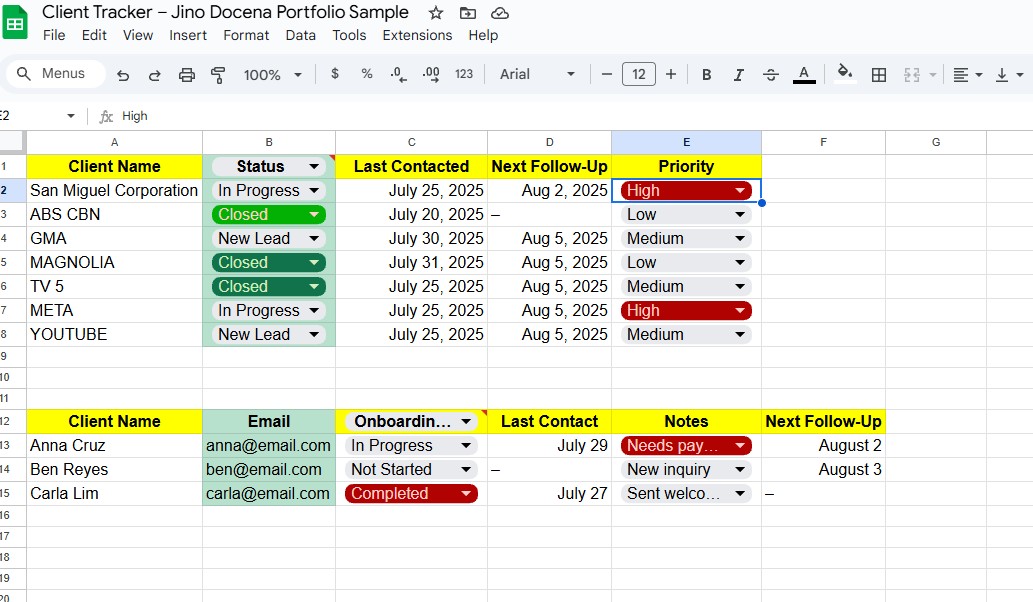 Client Tracker – Jino Docena Portfolio Sample
File Edit View Insert Format Data Tools Extensions Help
Menus 100% $ % .0 .00 123 Arial 12 B I S A
E2 fx High
A B C D E F G
1 Client Name Status Last Contacted Next Follow-Up Priority
2 San Miguel Corporation In Progress July 25, 2025 Aug 2, 2025 High
3 ABS CBN Closed July 20, 2025 – Low
4 GMA New Lead July 30, 2025 Aug 5, 2025 Medium
5 MAGNOLIA Closed July 31, 2025 Aug 5, 2025 Low
6 TV 5 Closed July 25, 2025 Aug 5, 2025 Medium
7 META In Progress July 25, 2025 Aug 5, 2025 High
8 YOUTUBE New Lead July 25, 2025 Aug 5, 2025 Medium
9
10
11
12 Client Name Email Onboardin... Last Contact Notes Next Follow-Up
13 Anna Cruz anna@email.com In Progress July 29 Needs pay... August 2
14 Ben Reyes ben@email.com Not Started – New inquiry August 3
15 Carla Lim carla@email.com Completed July 27 Sent welco... –
16
17
18
19
20